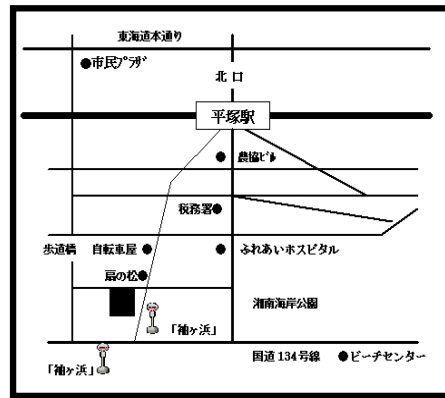 東海道本通り
●市民ﾌﾟﾗｻﾞ
北口
平塚駅
●農協ﾋﾞﾙ
税務署●
歩道橋
自転車屋●
●ふれあいホスピタル
扇の松●
湘南海岸公園
「袖ヶ浜」
国道134号線
●ビーチセンター
「袖ヶ浜」